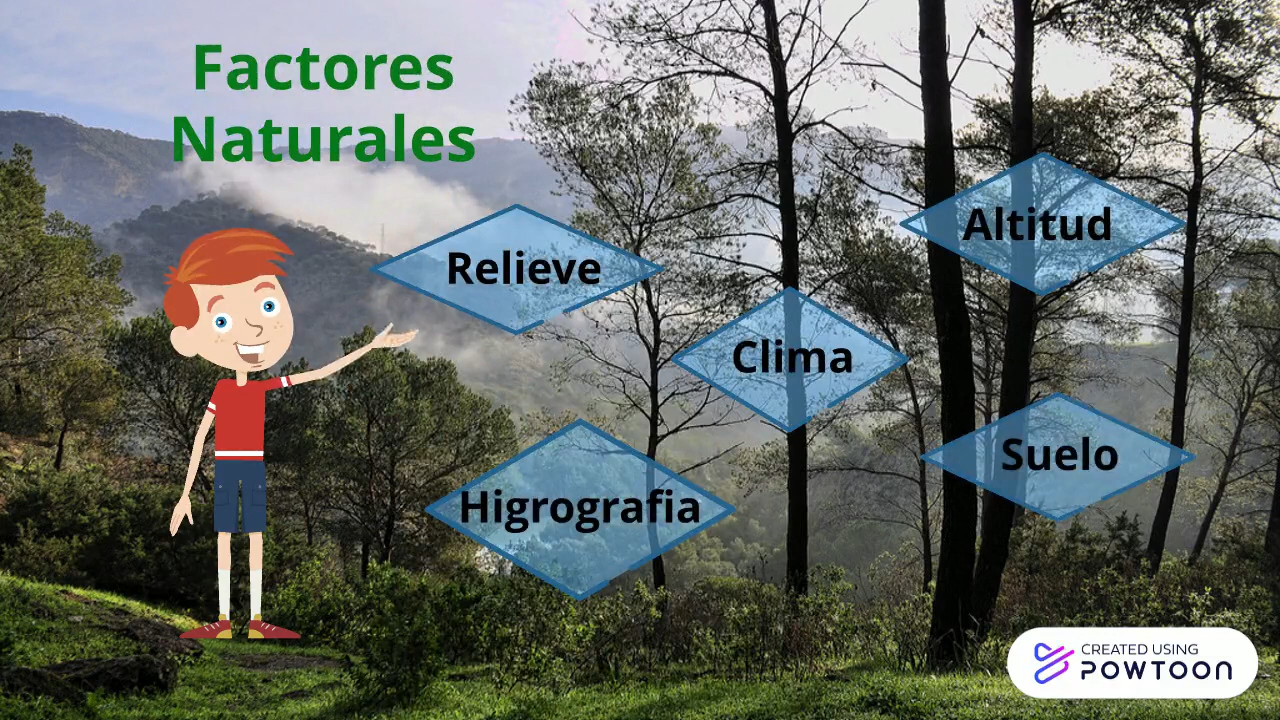 Factores
Naturales
Relieve
Altitud
Clima
Suelo
Higrografia
CREATED USING
POWTOON